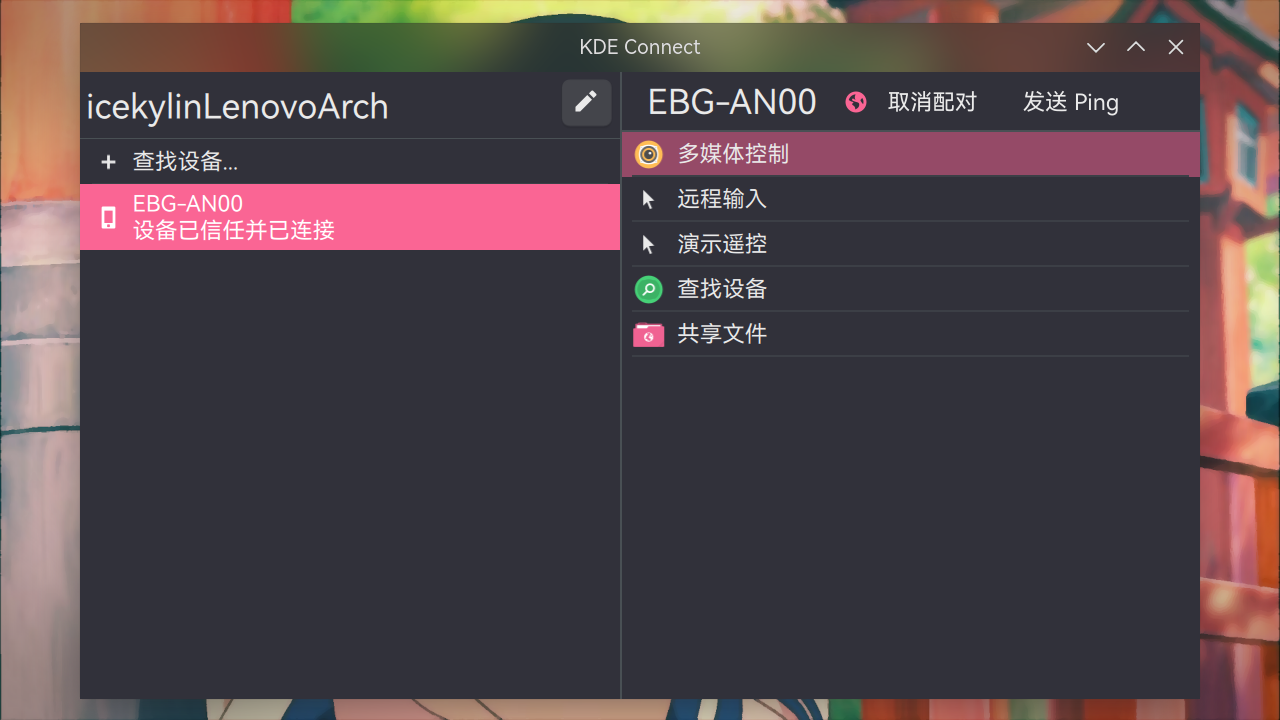 KDE Connect
icekylinLenovoArch
查找设备...
EBG-AN00
设备已信任并已连接
EBG-AN00 取消配对 发送 Ping
多媒体控制
远程输入
演示遥控
查找设备
共享文件